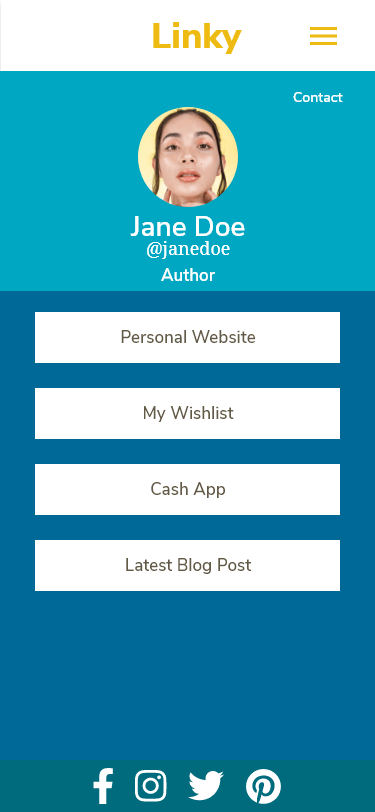 Linky
Contact
Jane Doe
@janedoe
Author
Personal Website
My Wishlist
Cash App
Latest Blog Post